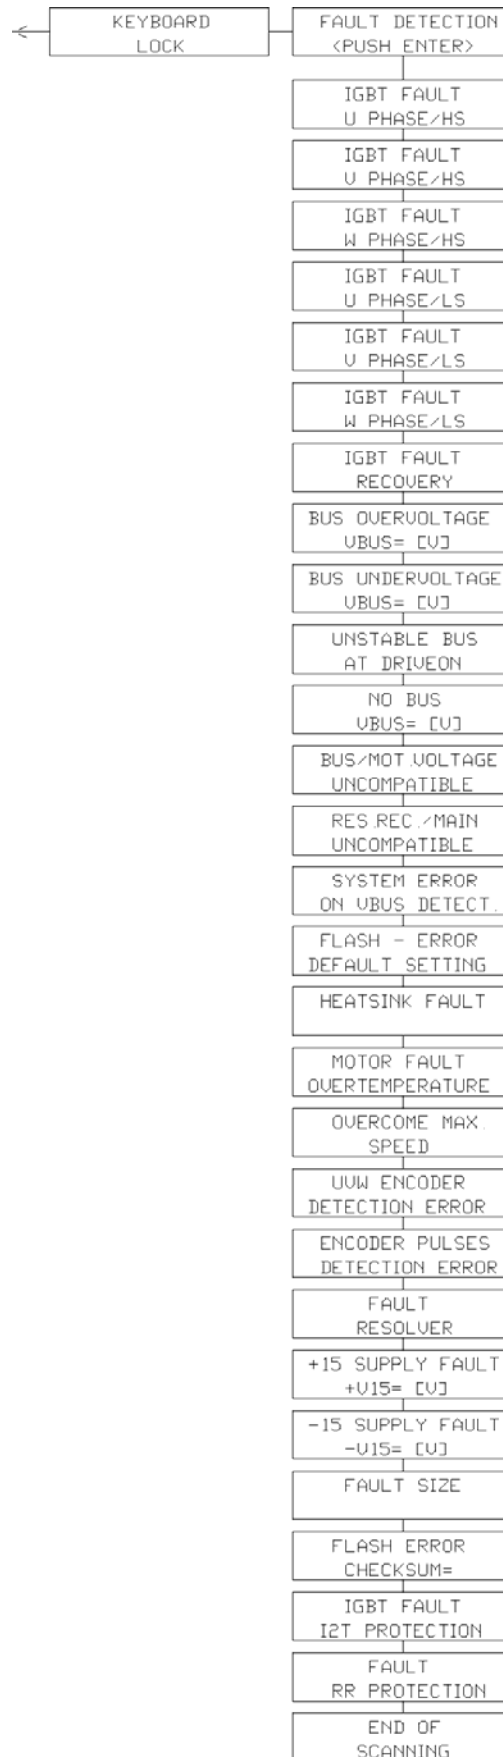 KEYBOARD
LOCK
FAULT DETECTION
<PUSH ENTER>
IGBT FAULT
U PHASE/HS
IGBT FAULT
V PHASE/HS
IGBT FAULT
W PHASE/HS
IGBT FAULT
U PHASE/LS
IGBT FAULT
V PHASE/LS
IGBT FAULT
W PHASE/LS
IGBT FAULT
RECOVERY
BUS OVERVOLTAGE
VBUS= [V]
BUS UNDERVOLTAGE
VBUS= [V]
UNSTABLE BUS
AT DRIVEON
NO BUS
VBUS= [V]
BUS/MOT.VOLTAGE
UNCOMPATIBLE
RES.REC./MAIN
UNCOMPATIBLE
SYSTEM ERROR
ON VBUS DETECT.
FLASH - ERROR
DEFAULT SETTING
HEATSINK FAULT
MOTOR FAULT
OVERTEMPERATURE
OVERCOME MAX.
SPEED
UVW ENCODER
DETECTION ERROR
ENCODER PULSES
DETECTION ERROR
FAULT
RESOLVER
+15 SUPPLY FAULT
+V15= [V]
-15 SUPPLY FAULT
-V15= [V]
FAULT SIZE
FLASH ERROR
CHECKSUM=
IGBT FAULT
I2T PROTECTION
FAULT
RR PROTECTION
END OF
SCANNING